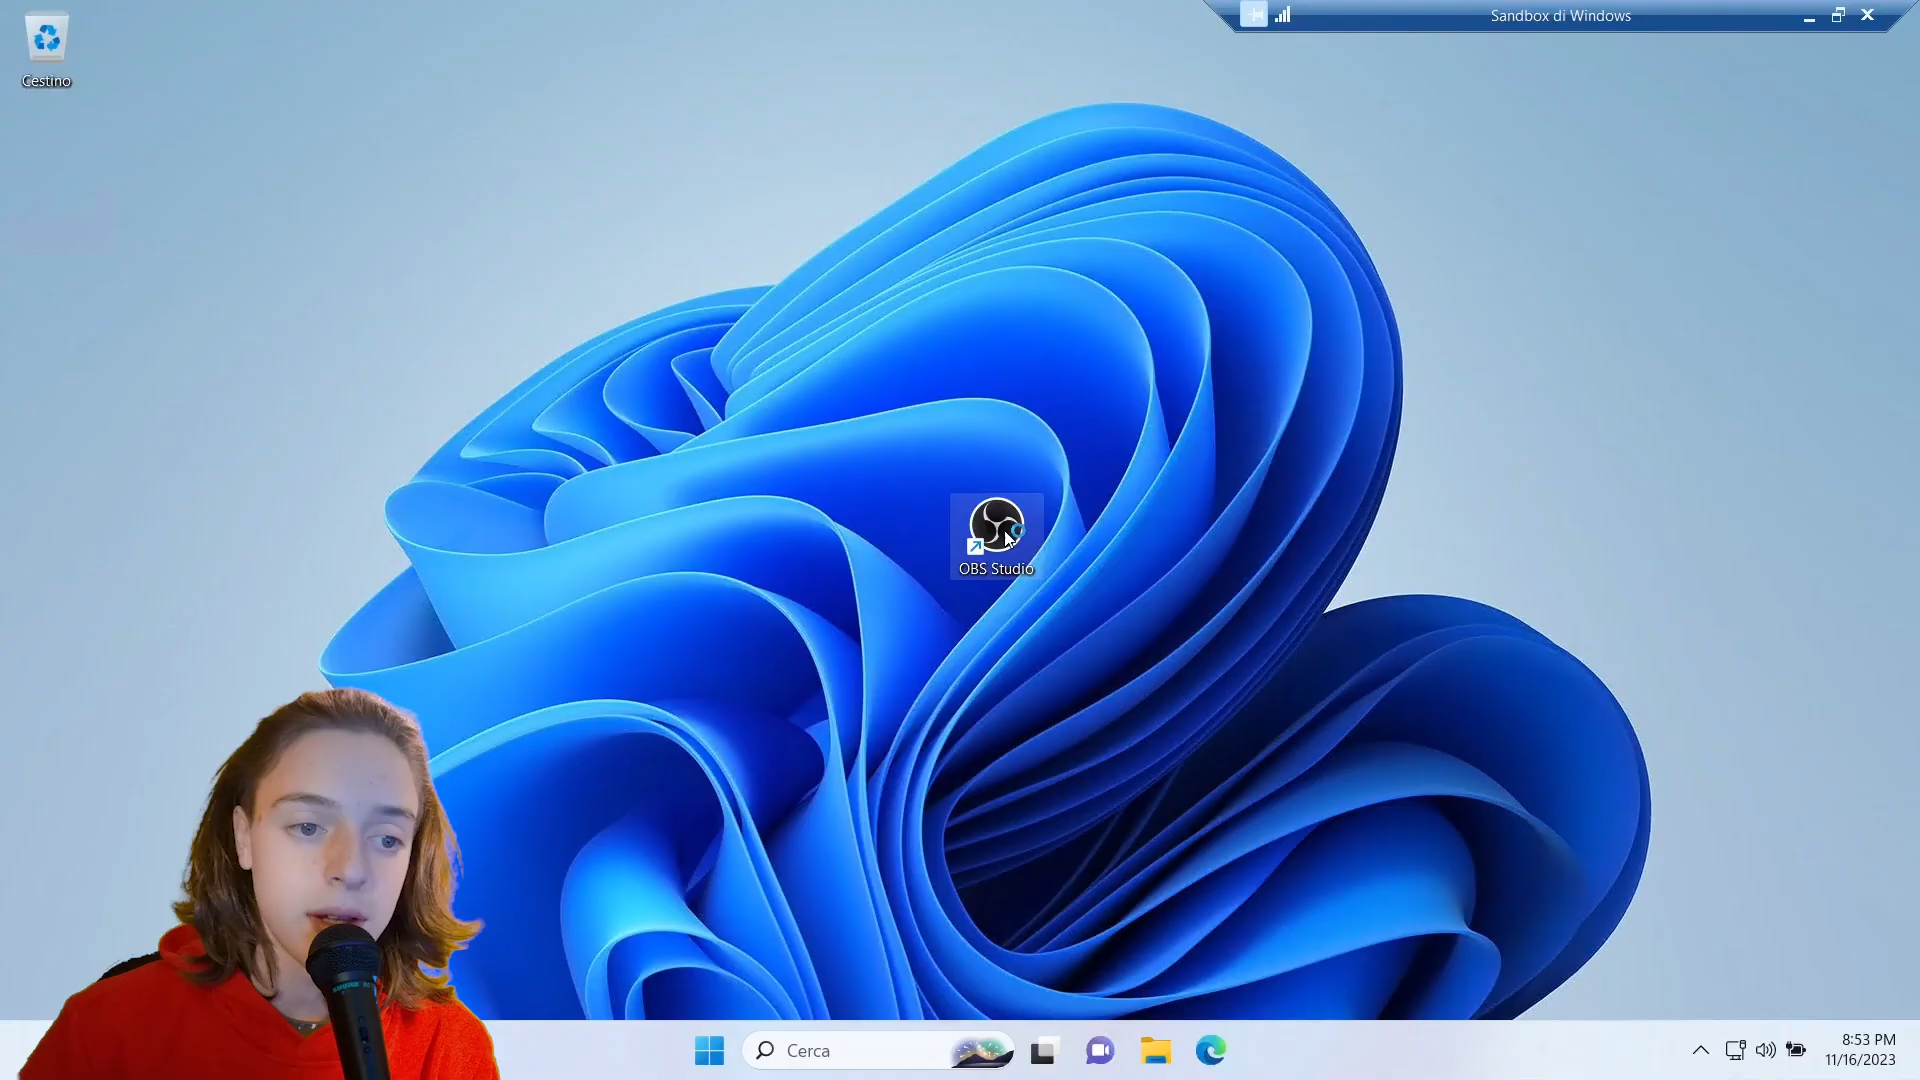 Sandbox di Windows
Cestino
OBS Studio
Cerca
8:53 PM
11/16/2023